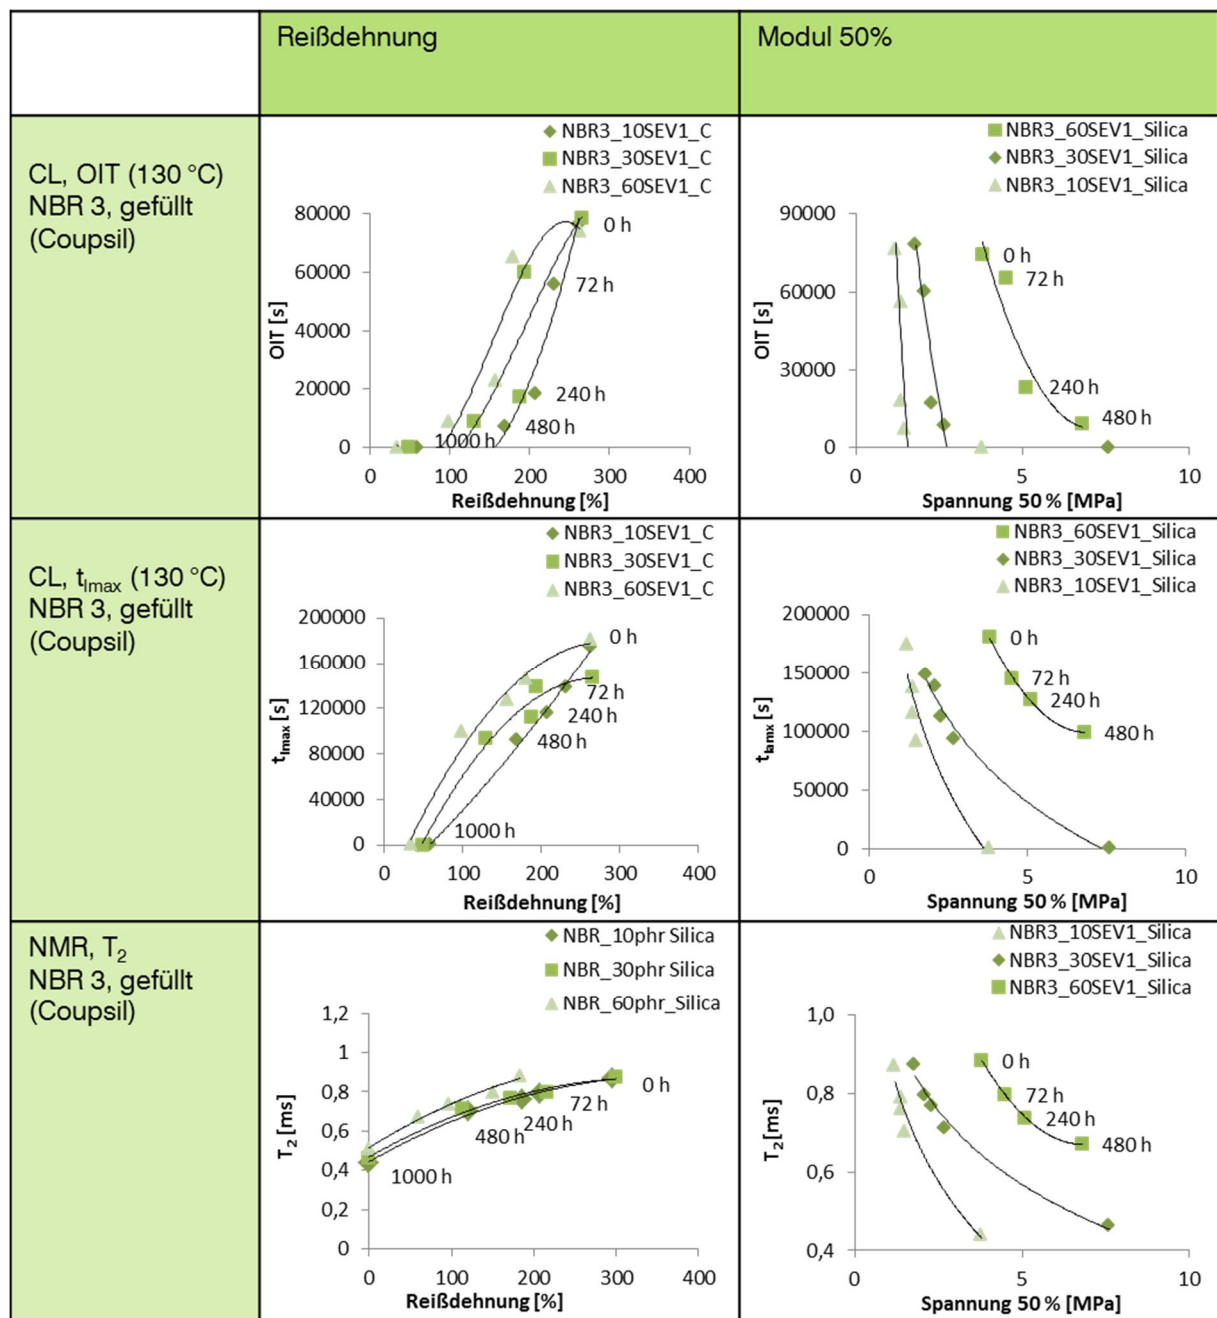 Reißdehnung
Modul 50%
CL, OIT (130 °C)
NBR 3, gefüllt
(Coupsil)
NBR3_10SEV1_C
NBR3_30SEV1_C
NBR3_60SEV1_C
80000
60000
40000
20000
0
OIT [s]
0 h
72 h
240 h
480 h
1000 h
0
100
200
300
400
Reißdehnung [%]
NBR3_60SEV1_Silica
NBR3_30SEV1_Silica
NBR3_10SEV1_Silica
90000
60000
30000
0
OIT [s]
0 h
72 h
240 h
480 h
0
5
10
Spannung 50 % [MPa]
CL, tImax (130 °C)
NBR 3, gefüllt
(Coupsil)
NBR3_10SEV1_C
NBR3_30SEV1_C
NBR3_60SEV1_C
200000
160000
120000
80000
40000
0
tImax [s]
0 h
72 h
240 h
480 h
1000 h
0
100
200
300
400
Reißdehnung [%]
NBR3_60SEV1_Silica
NBR3_30SEV1_Silica
NBR3_10SEV1_Silica
200000
150000
100000
50000
0
tIamx [s]
0 h
72 h
240 h
480 h
0
5
10
Spannung 50 % [MPa]
NMR, T2
NBR 3, gefüllt
(Coupsil)
NBR_10phr Silica
NBR_30phr Silica
NBR_60phr_Silica
1,2
1
0,8
0,6
0,4
0,2
0
T2 [ms]
0 h
72 h
240 h
480 h
1000 h
0
100
200
300
400
Reißdehnung [%]
NBR3_10SEV1_Silica
NBR3_30SEV1_Silica
NBR3_60SEV1_Silica
1,0
0,8
0,6
0,4
T2 [ms]
0 h
72 h
240 h
480 h
0
5
10
Spannung 50 % [MPa]